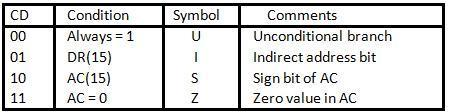 CD Condition Symbol Comments
00 Always = 1 U Unconditional branch
01 DR(15) I Indirect address bit
10 AC(15) S Sign bit of AC
11 AC = 0 Z Zero value in AC